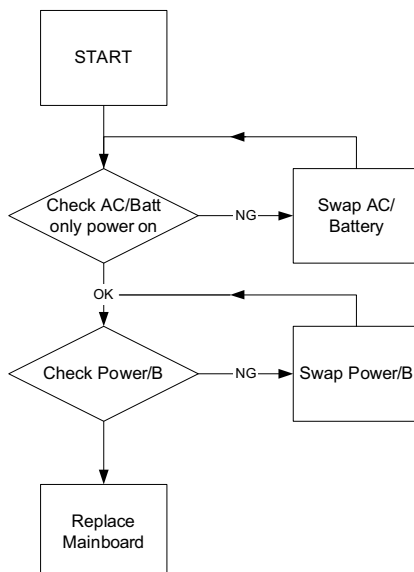 START
Check AC/Batt
only power on
NG
Swap AC/
Battery
OK
Check Power/B
NG
Swap Power/B
Replace
Mainboard